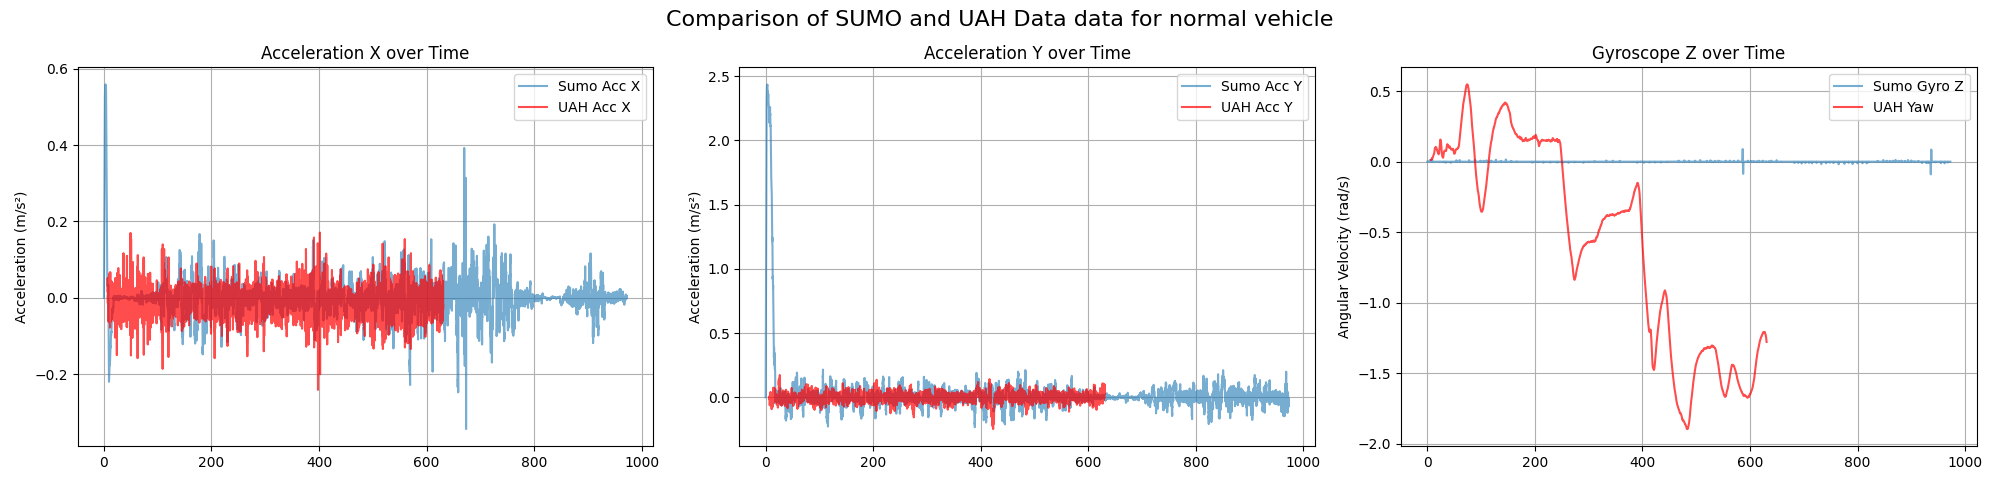 Comparison of SUMO and UAH Data data for normal vehicle
Acceleration X over Time
Acceleration (m/s²)
0.6
0.4
0.2
0.0
−0.2
0 200 400 600 800 1000
Sumo Acc X
UAH Acc X
Acceleration Y over Time
Acceleration (m/s²)
2.5
2.0
1.5
1.0
0.5
0.0
0 200 400 600 800 1000
Sumo Acc Y
UAH Acc Y
Gyroscope Z over Time
Angular Velocity (rad/s)
0.5
0.0
−0.5
−1.0
−1.5
−2.0
0 200 400 600 800 1000
Sumo Gyro Z
UAH Yaw